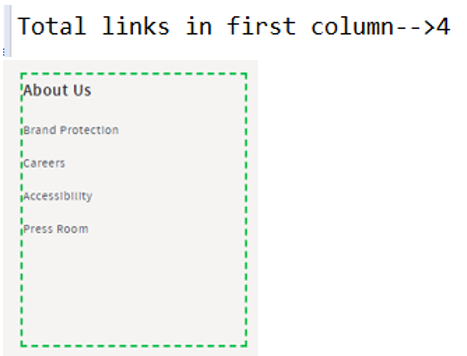 Total links in first column-->4
About Us
Brand Protection
Careers
Accessibility
Press Room